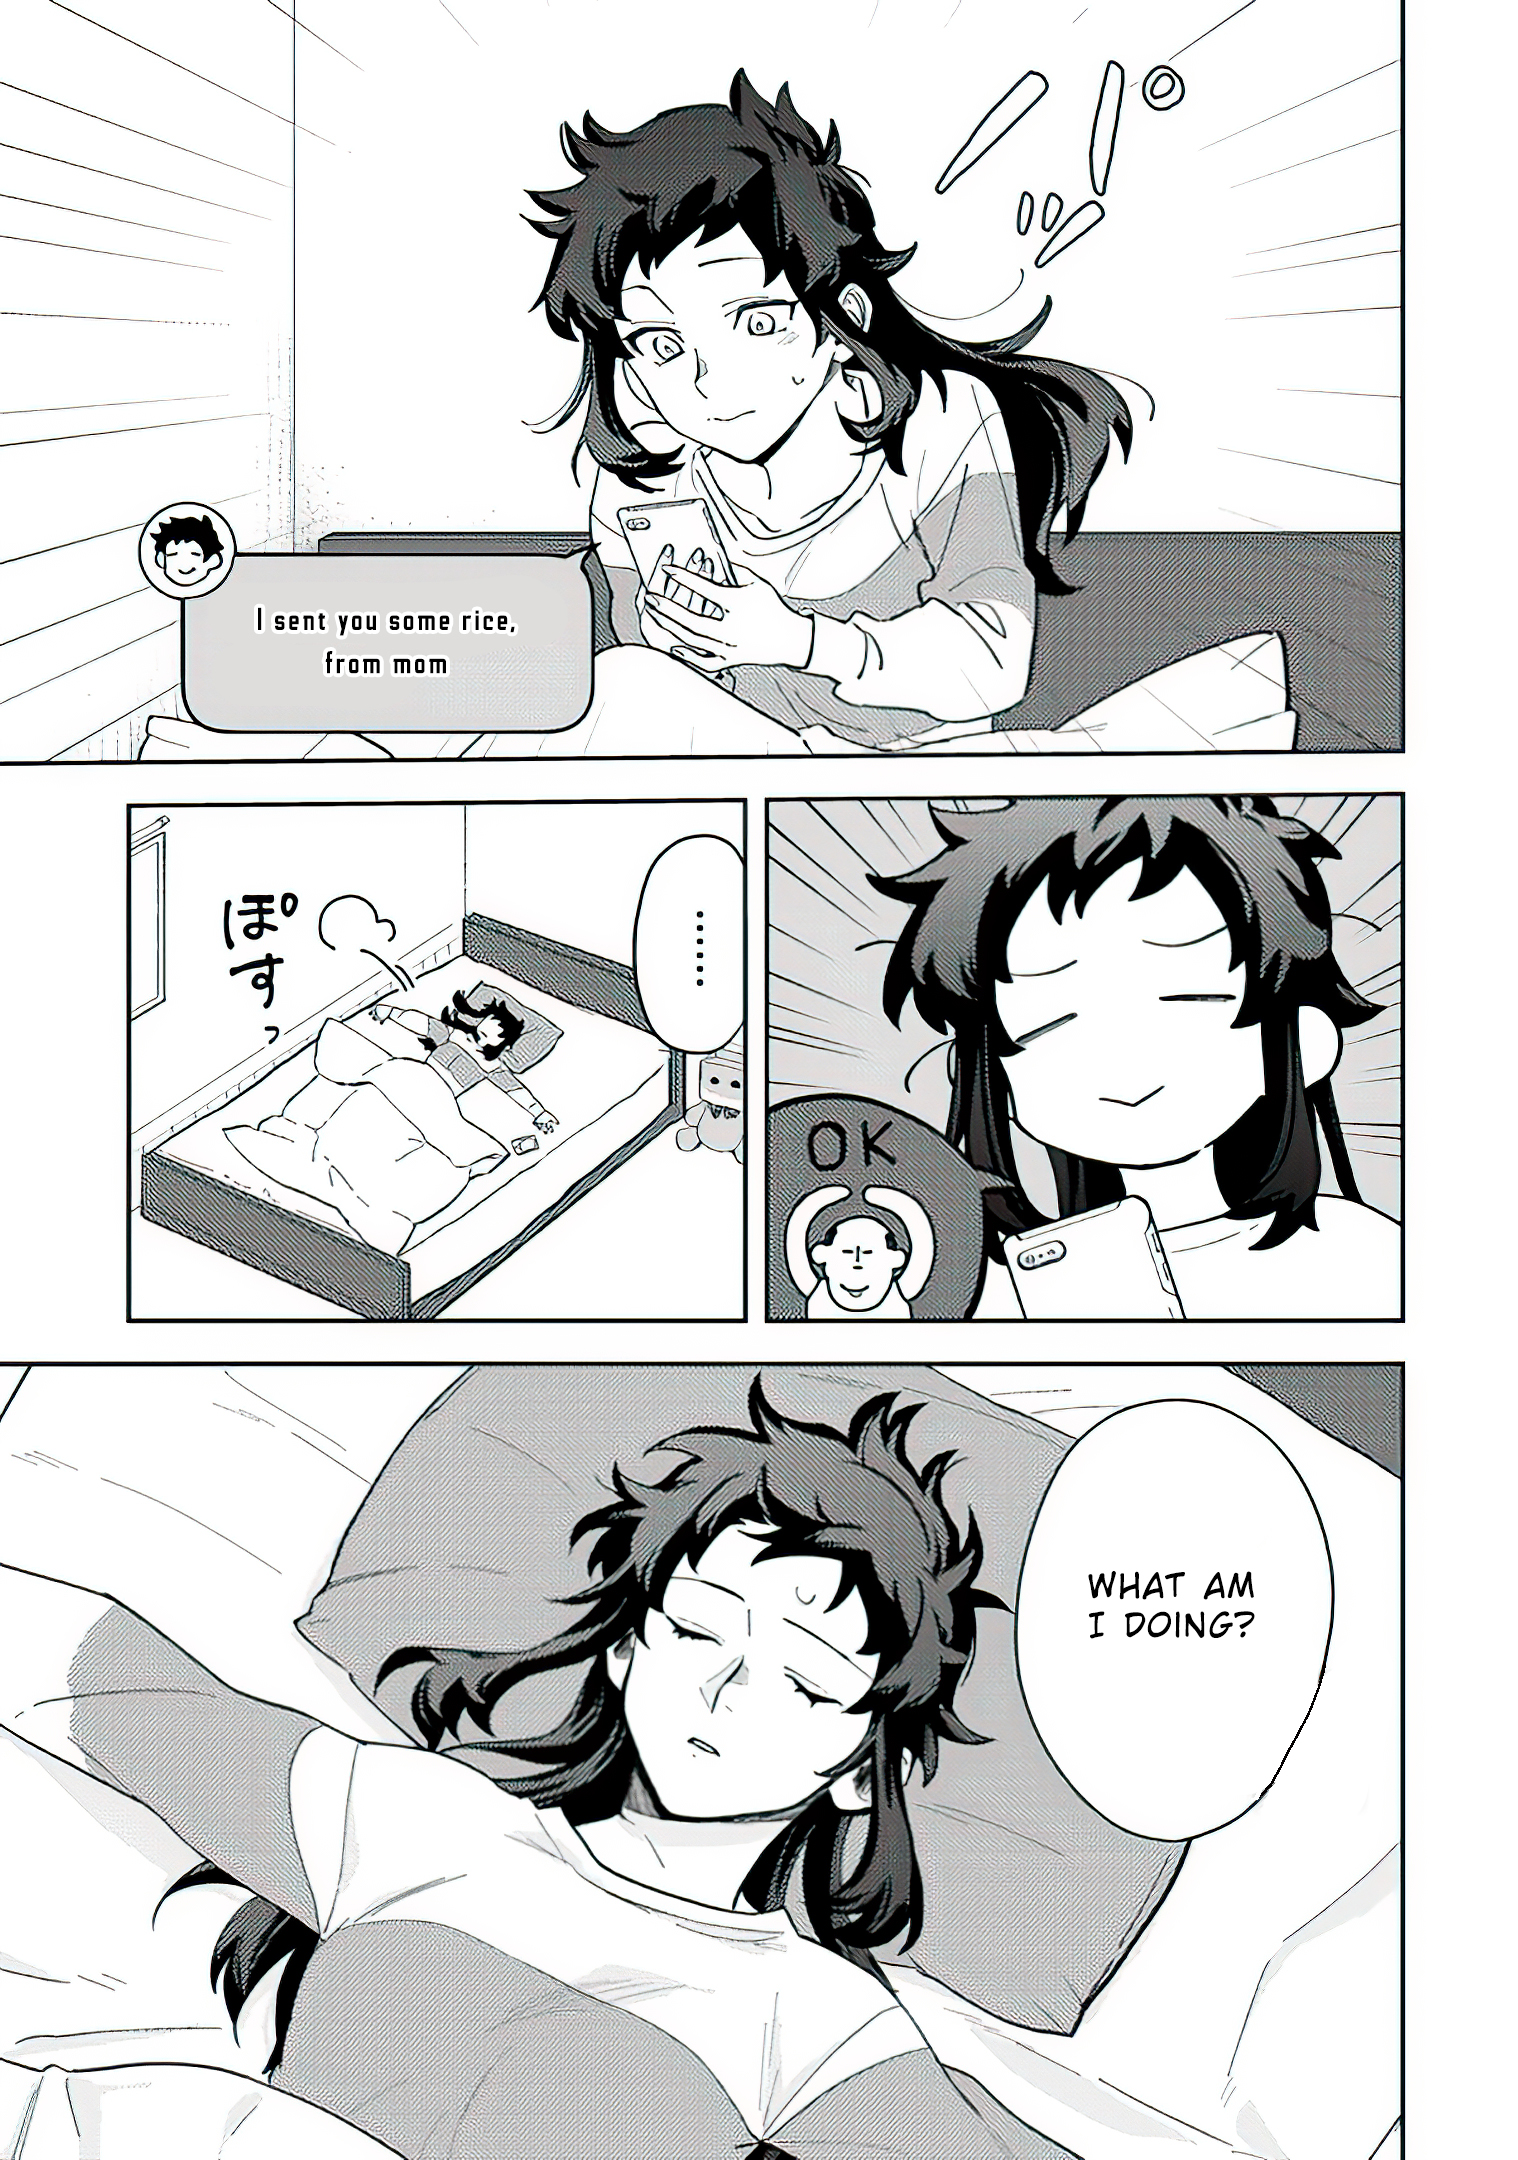 パッ
I sent you some rice,
from mom
OK
……
ぽ
す
っ
WHAT AM
I DOING?